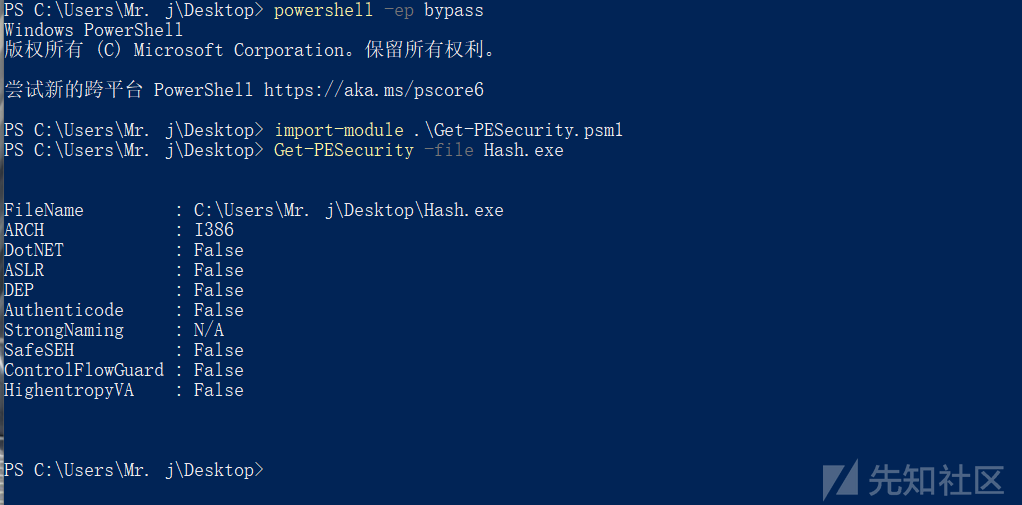 PS C:\Users\Mr. j\Desktop> powershell -ep bypass
Windows PowerShell
版权所有 (C) Microsoft Corporation。保留所有权利。
尝试新的跨平台 PowerShell https://aka.ms/pscore6
PS C:\Users\Mr. j\Desktop> import-module .\Get-PESecurity.psm1
PS C:\Users\Mr. j\Desktop> Get-PESecurity -file Hash.exe
FileName         : C:\Users\Mr. j\Desktop\Hash.exe
ARCH             : I386
DotNET           : False
ASLR             : False
DEP              : False
Authenticode     : False
StrongNaming     : N/A
SafeSEH          : False
ControlFlowGuard : False
HighentropyVA    : False
PS C:\Users\Mr. j\Desktop>
先知社区